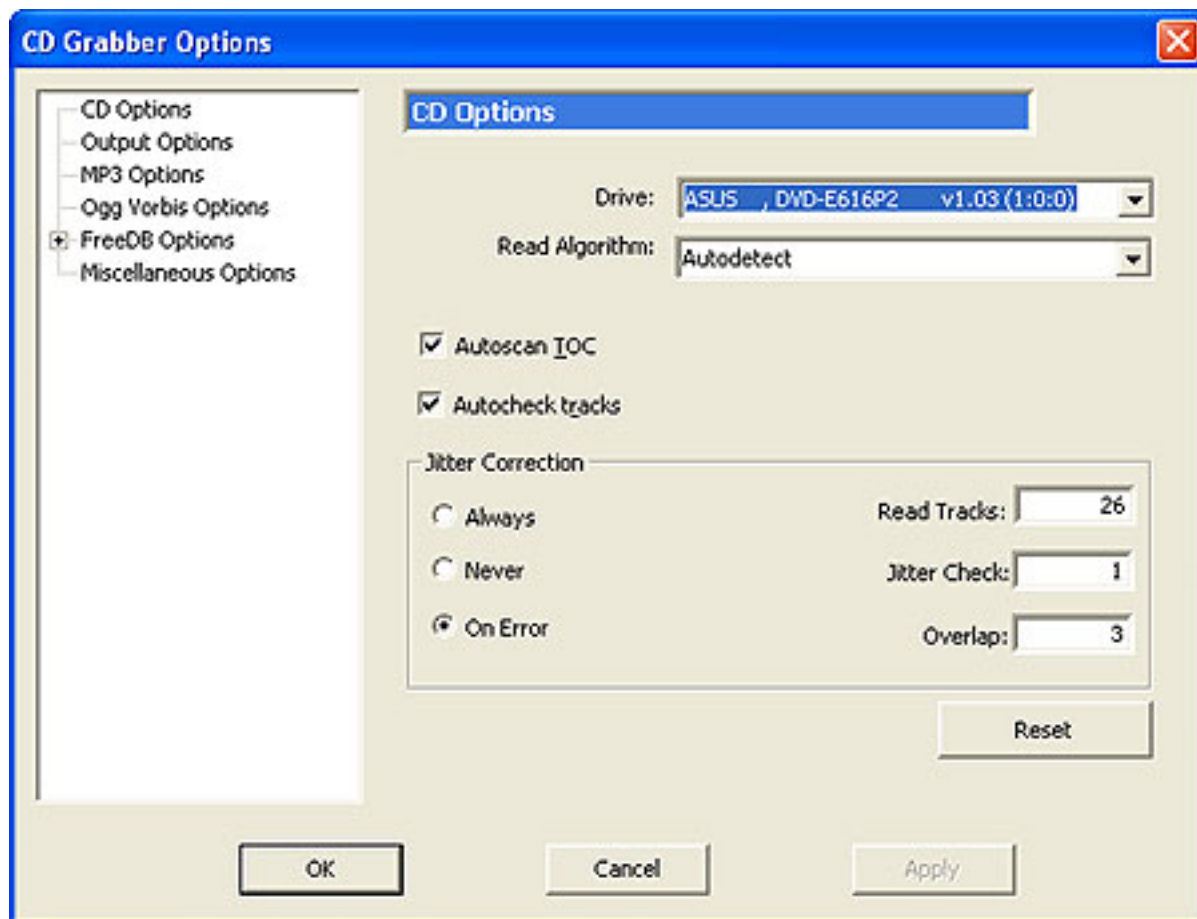 CD Grabber Options
CD Options
Output Options
MP3 Options
Ogg Vorbis Options
FreeDB Options
Miscellaneous Options
CD Options
Drive: ASUS , DVD-E616P2 v1.03 (1:0:0)
Read Algorithm: Autodetect
Autoscan TOC
Autocheck tracks
Jitter Correction
Always
Read Tracks: 26
Never
Jitter Check: 1
On Error
Overlap: 3
Reset
OK
Cancel
Apply